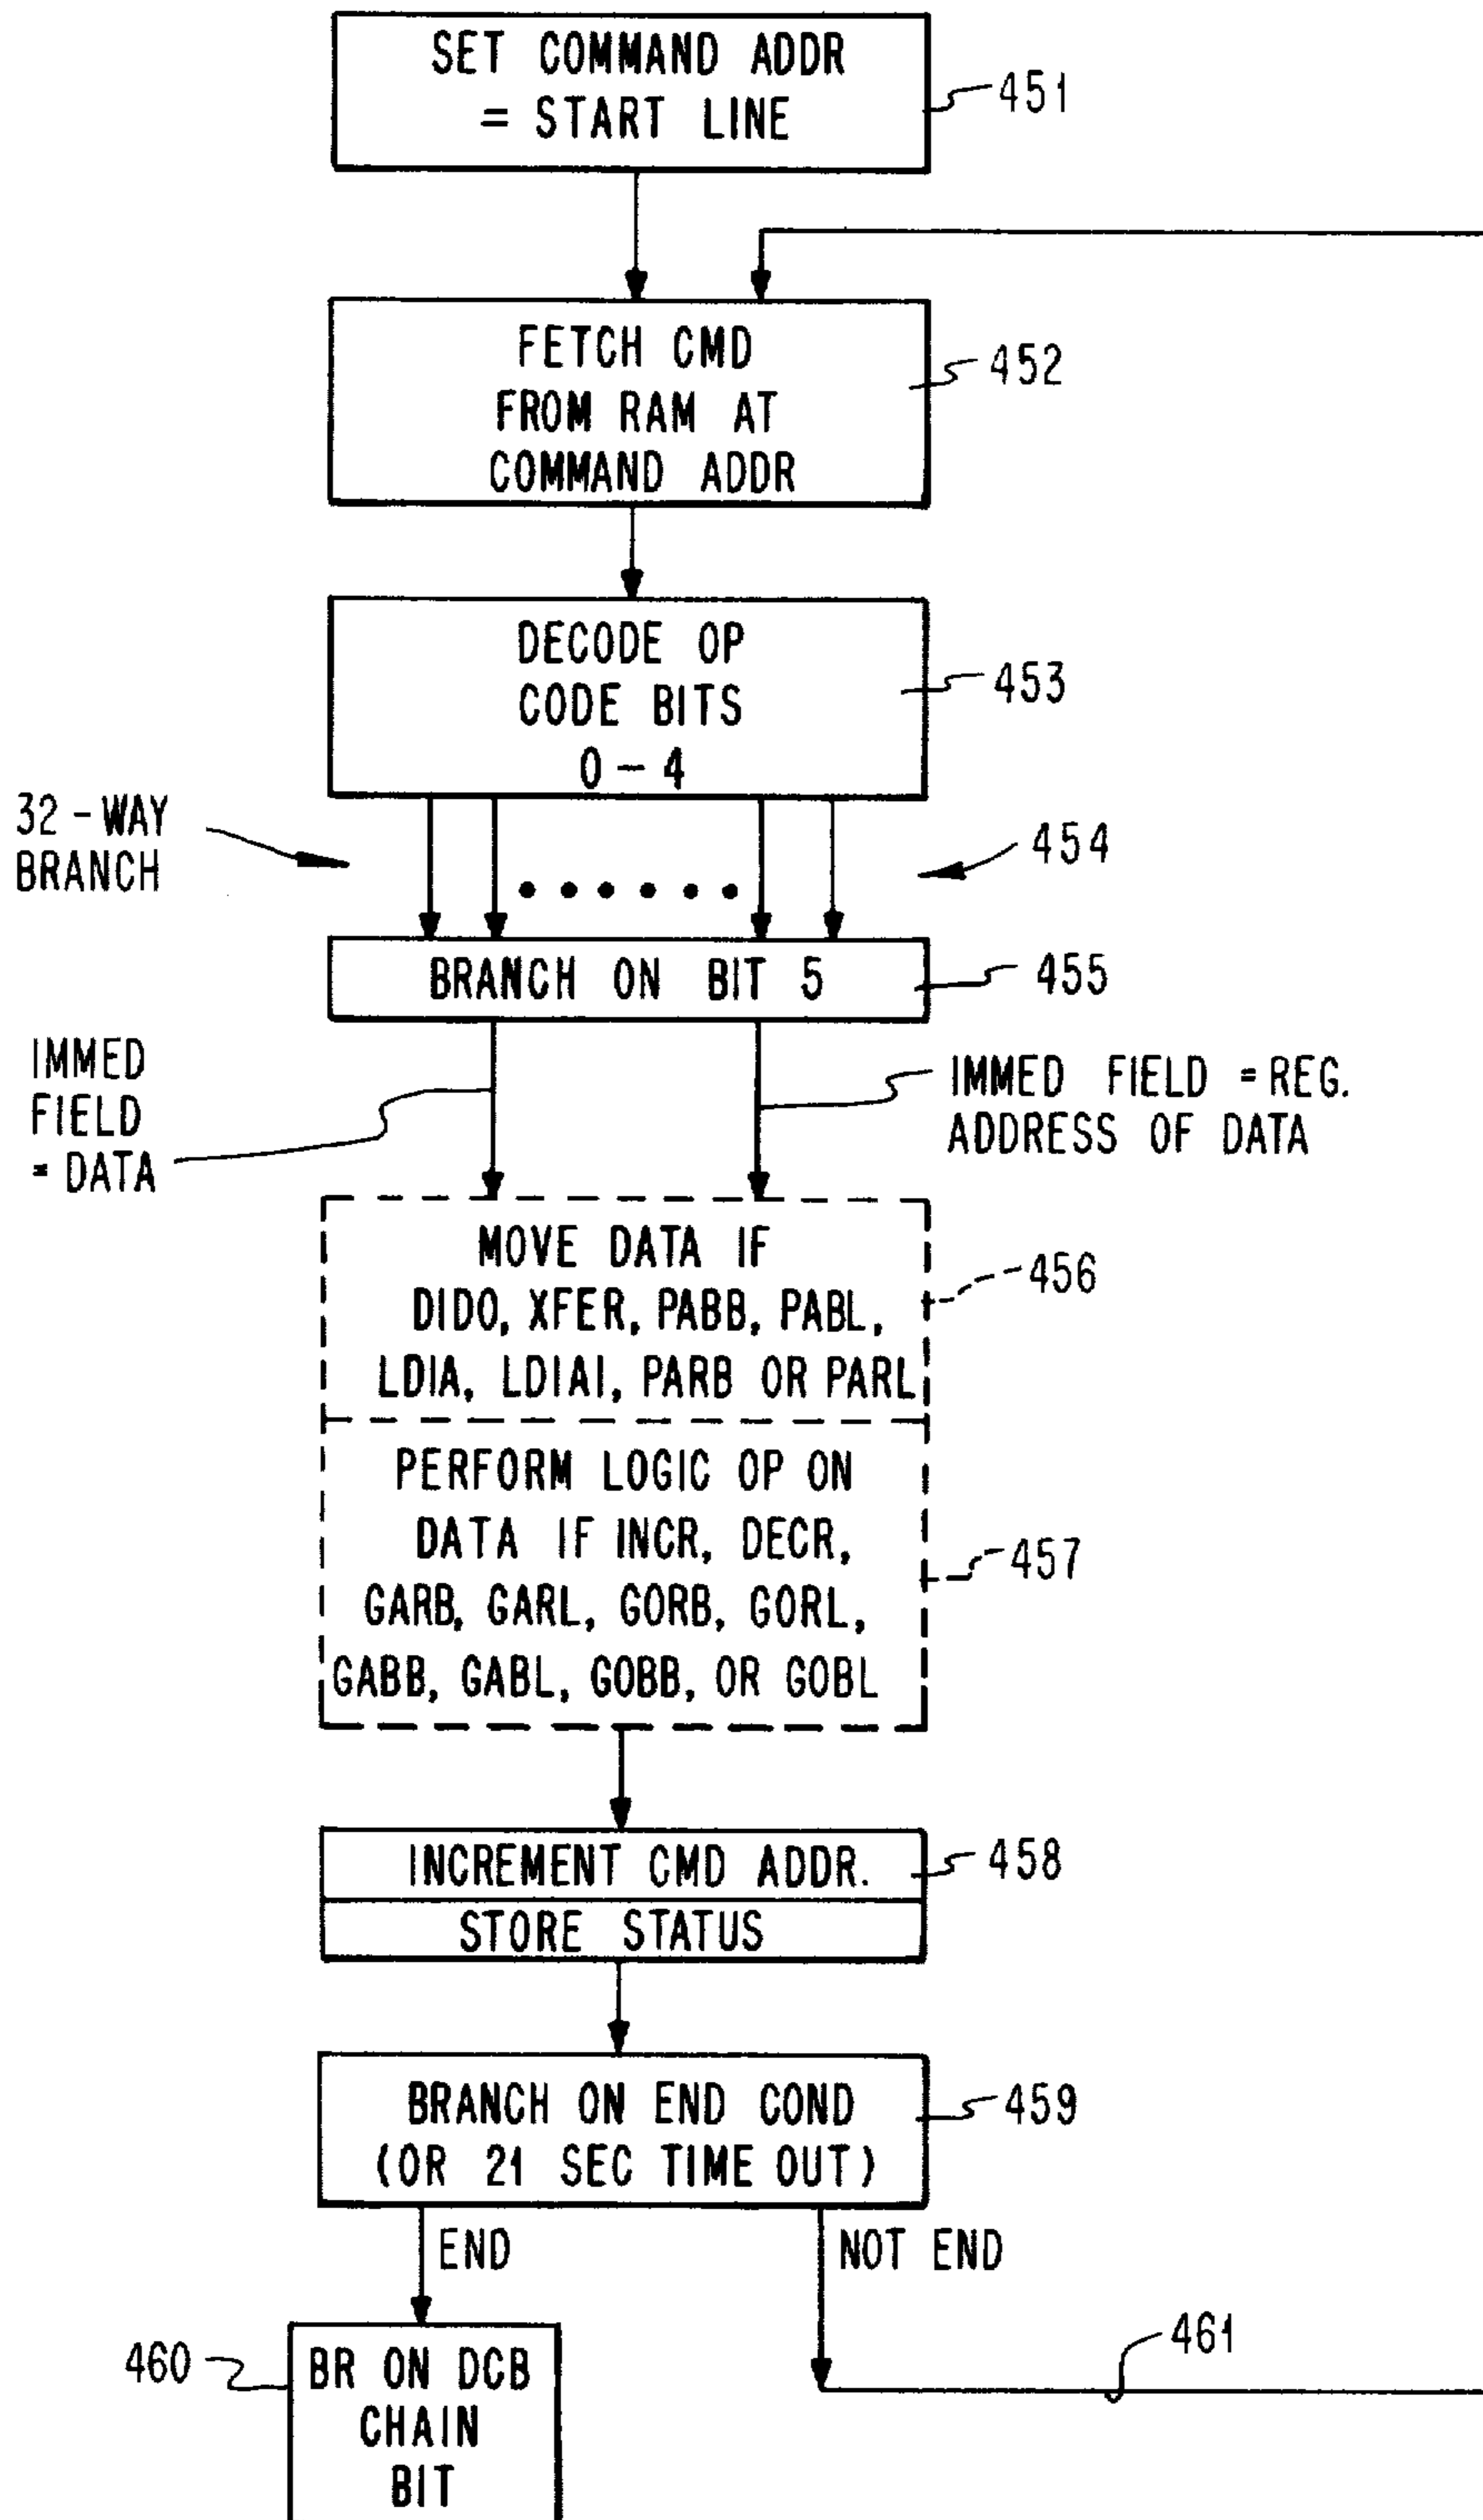 SET COMMAND ADDR
= START LINE
451
FETCH CMD
FROM RAM AT
COMMAND ADDR
452
DECODE OP
CODE BITS
0-4
453
32-WAY
BRANCH
454
BRANCH ON BIT 5
455
IMMED
FIELD
= DATA
IMMED FIELD = REG.
ADDRESS OF DATA
MOVE DATA IF
DIDO, XFER, PABB, PABL,
LDIA, LDIAI, PARB OR PARL
456
PERFORM LOGIC OP ON
DATA IF INCR, DECR,
GARB, GARL, GORB, GORL,
GABB, GABL, GOBB, OR GOBL
457
INCREMENT CMD ADDR.
458
STORE STATUS
BRANCH ON END COND
(OR 21 SEC TIME OUT)
459
END
NOT END
460
BR ON DCB
CHAIN
BIT
461